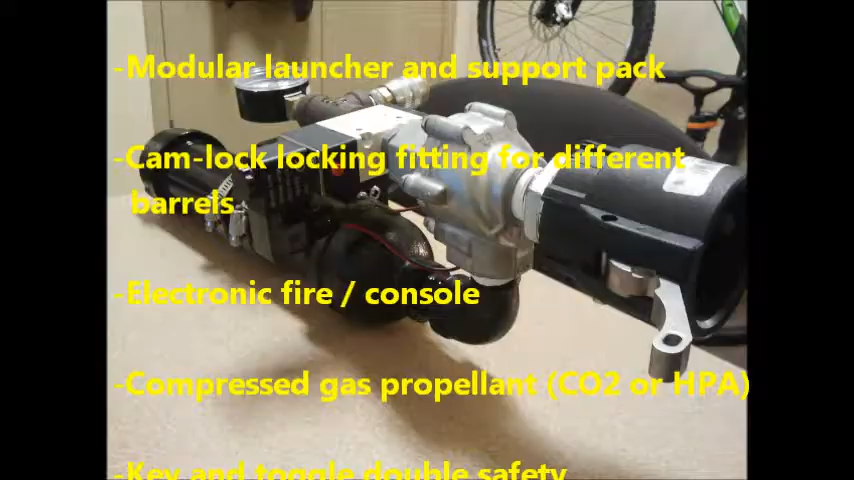 -Modular launcher and support pack
-Cam-lock locking fitting for different
barrels
-Electronic fire / console
-Compressed gas propellant (CO2 or HPA)
-Key and toggle double safety